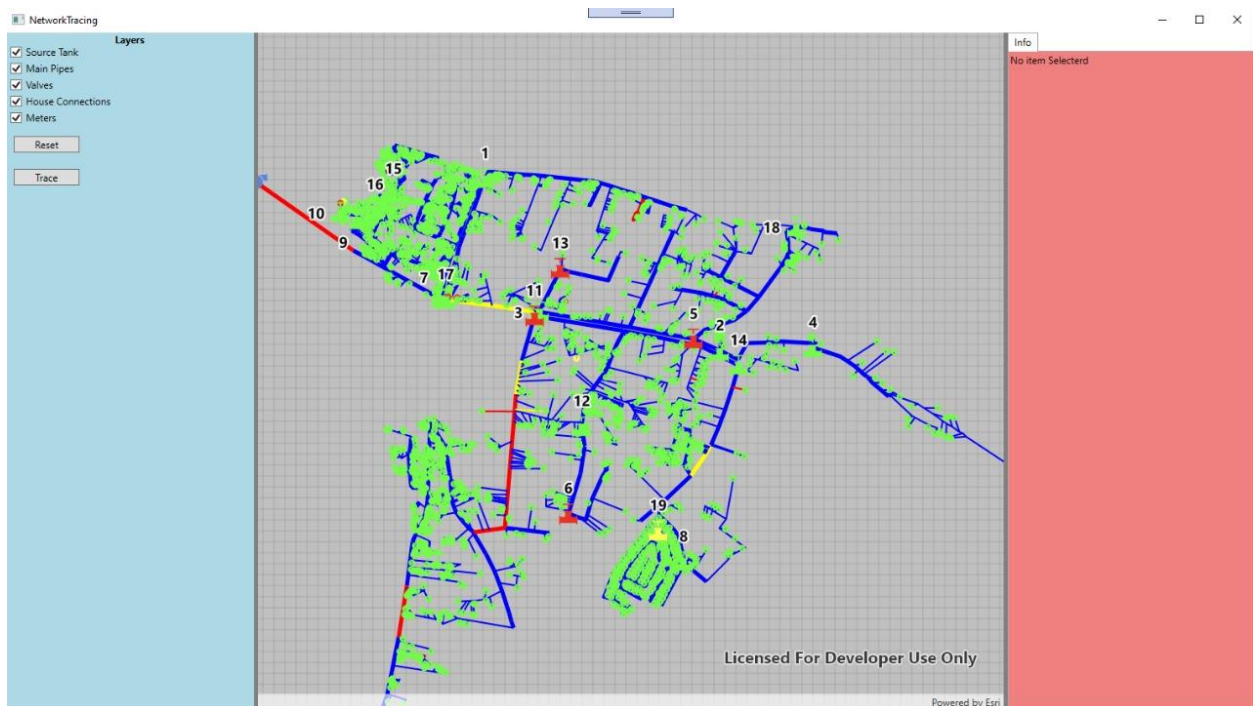 NetworkTracing
Layers
Source Tank
Main Pipes
Valves
House Connections
Meters
Reset
Trace
Info
No item Selecterd
1
15
16
10
9
7
17
13
11
3
5
2
14
4
18
12
6
19
8
Licensed For Developer Use Only
Powered by Esri